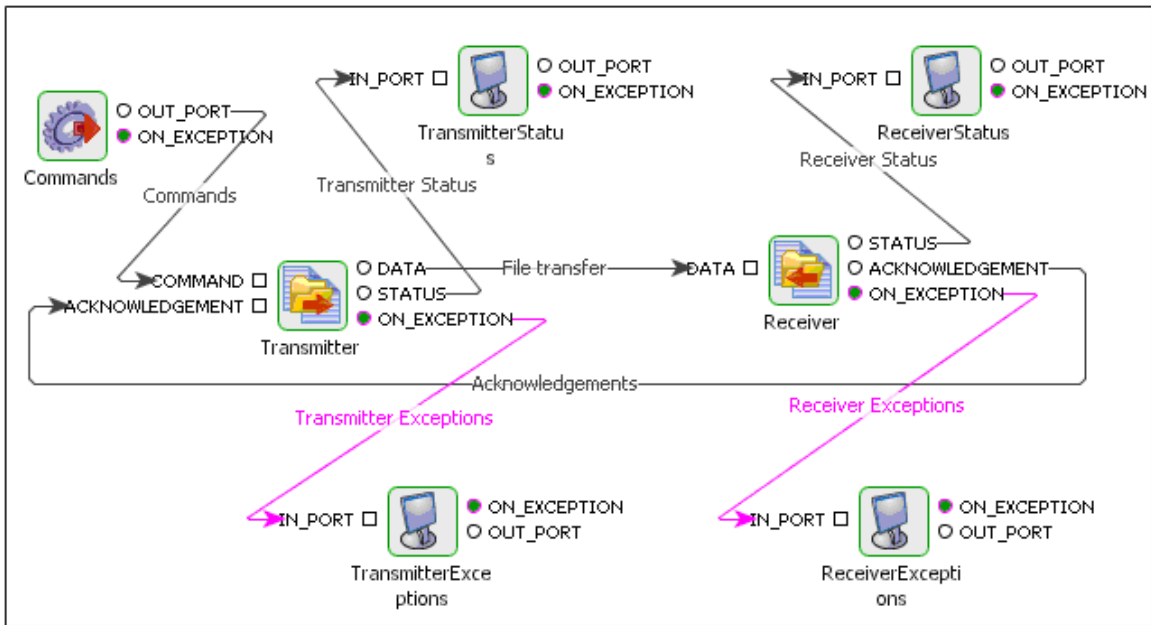 IN_PORT
OUT_PORT
ON_EXCEPTION
TransmitterStatu
s
IN_PORT
OUT_PORT
ON_EXCEPTION
ReceiverStatus
OUT_PORT
ON_EXCEPTION
Commands
Commands
Transmitter Status
Receiver Status
COMMAND
ACKNOWLEDGEMENT
DATA
STATUS
ON_EXCEPTION
Transmitter
File transfer
DATA
STATUS
ACKNOWLEDGEMENT
ON_EXCEPTION
Receiver
Acknowledgements
Transmitter Exceptions
Receiver Exceptions
IN_PORT
ON_EXCEPTION
OUT_PORT
TransmitterExce
ptions
IN_PORT
ON_EXCEPTION
OUT_PORT
ReceiverExcepti
ons